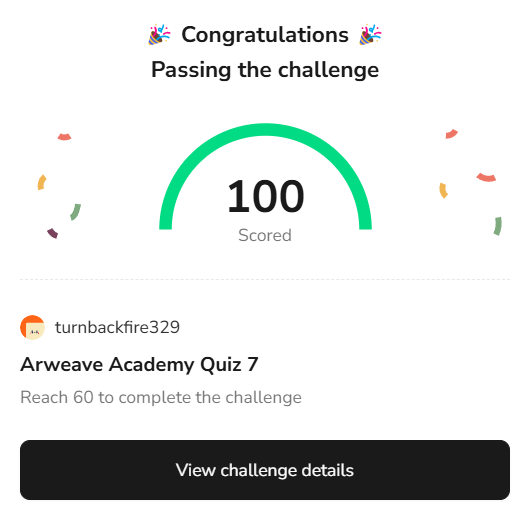 🎉 Congratulations 🎉
Passing the challenge
100
Scored
turnbackfire329
Arweave Academy Quiz 7
Reach 60 to complete the challenge
View challenge details